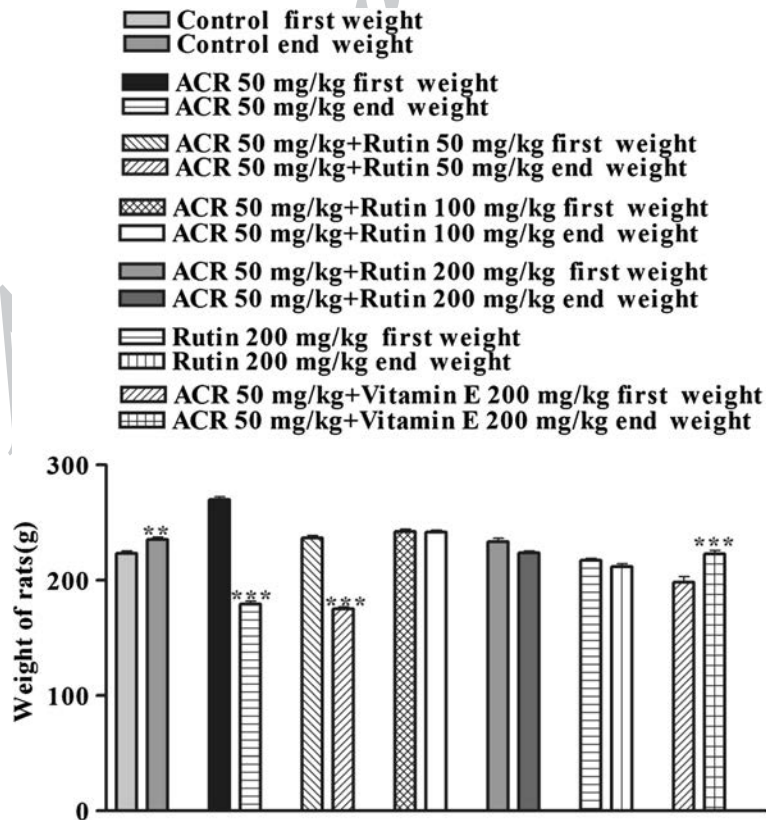 Control first weight
Control end weight
ACR 50 mg/kg first weight
ACR 50 mg/kg end weight
ACR 50 mg/kg+Rutin 50 mg/kg first weight
ACR 50 mg/kg+Rutin 50 mg/kg end weight
ACR 50 mg/kg+Rutin 100 mg/kg first weight
ACR 50 mg/kg+Rutin 100 mg/kg end weight
ACR 50 mg/kg+Rutin 200 mg/kg first weight
ACR 50 mg/kg+Rutin 200 mg/kg end weight
Rutin 200 mg/kg first weight
Rutin 200 mg/kg end weight
ACR 50 mg/kg+Vitamin E 200 mg/kg first weight
ACR 50 mg/kg+Vitamin E 200 mg/kg end weight
Weight of rats(g)
300
200
100
0
**
***
***
***